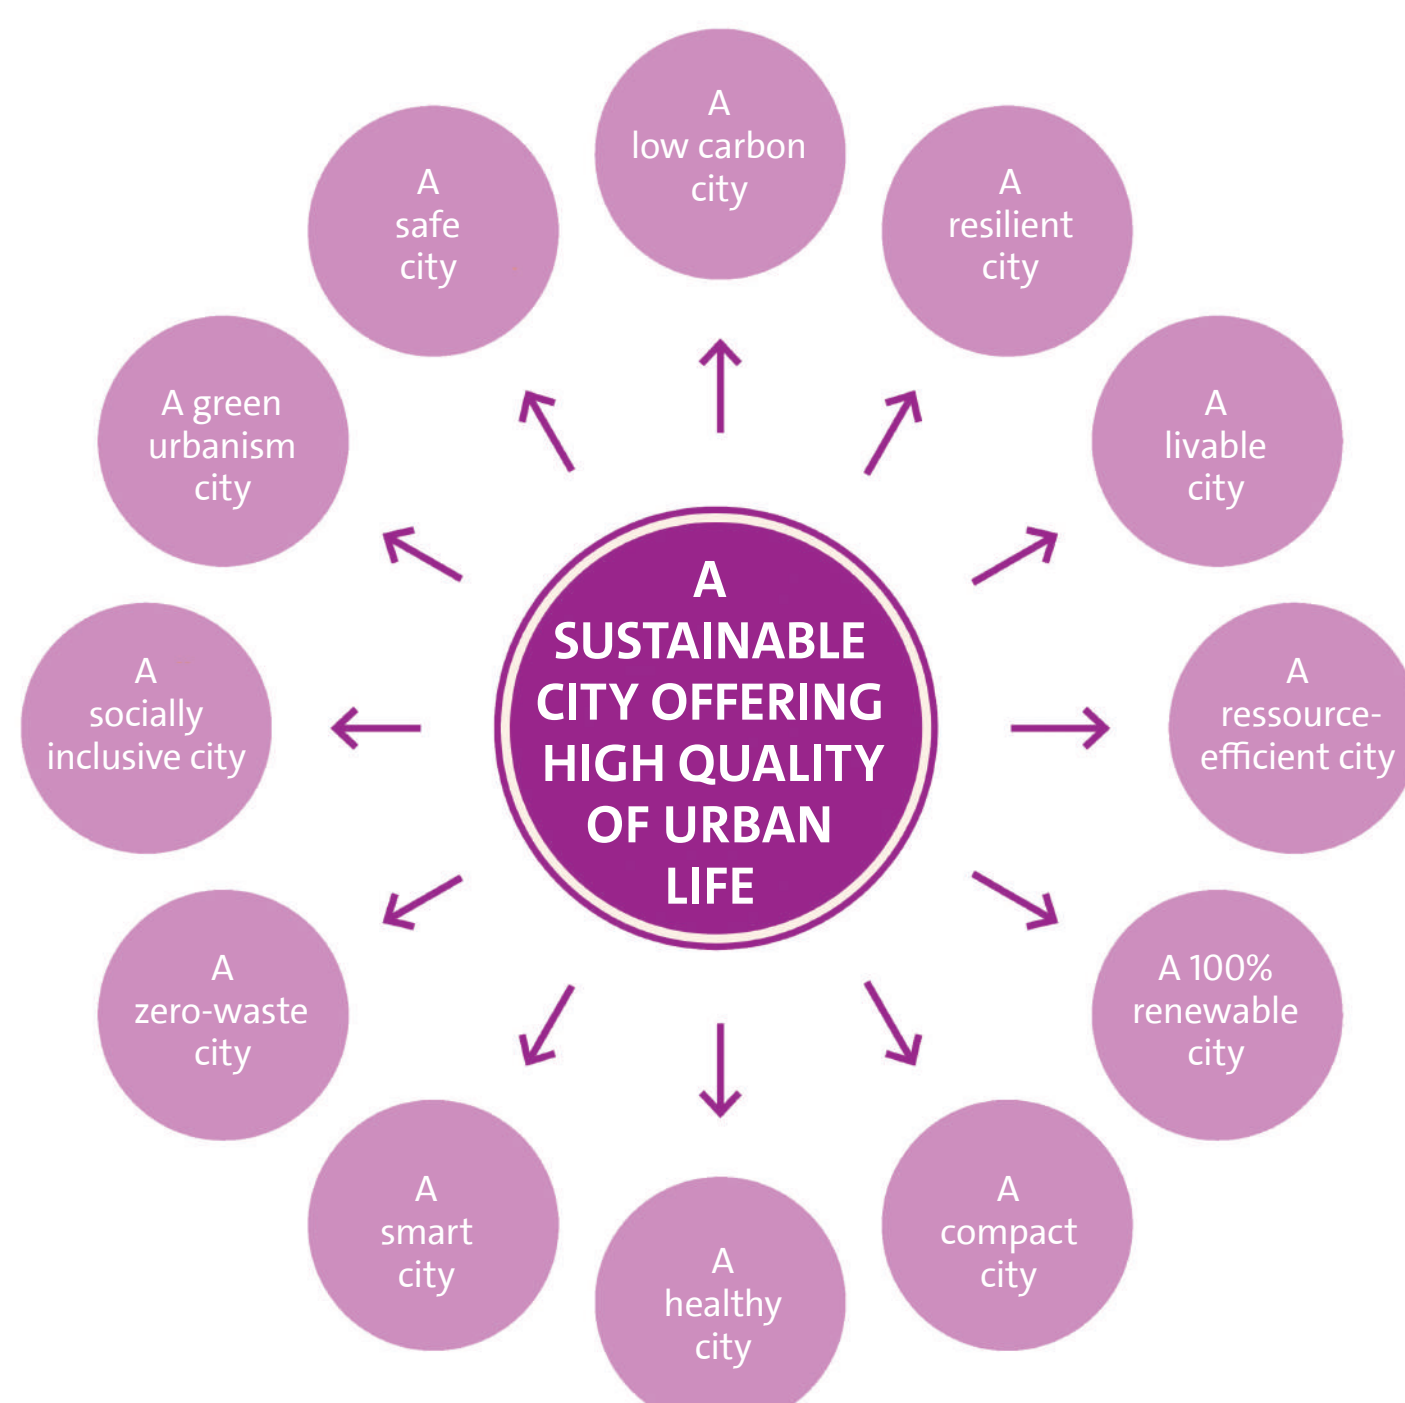 A
low carbon
city
A
resilient
city
A
livable
city
A
ressource-
efficient city
A 100%
renewable
city
A
compact
city
A
healthy
city
A
smart
city
A
zero-waste
city
A
socially
inclusive city
A green
urbanism
city
A
safe
city
A
SUSTAINABLE
CITY OFFERING
HIGH QUALITY
OF URBAN
LIFE